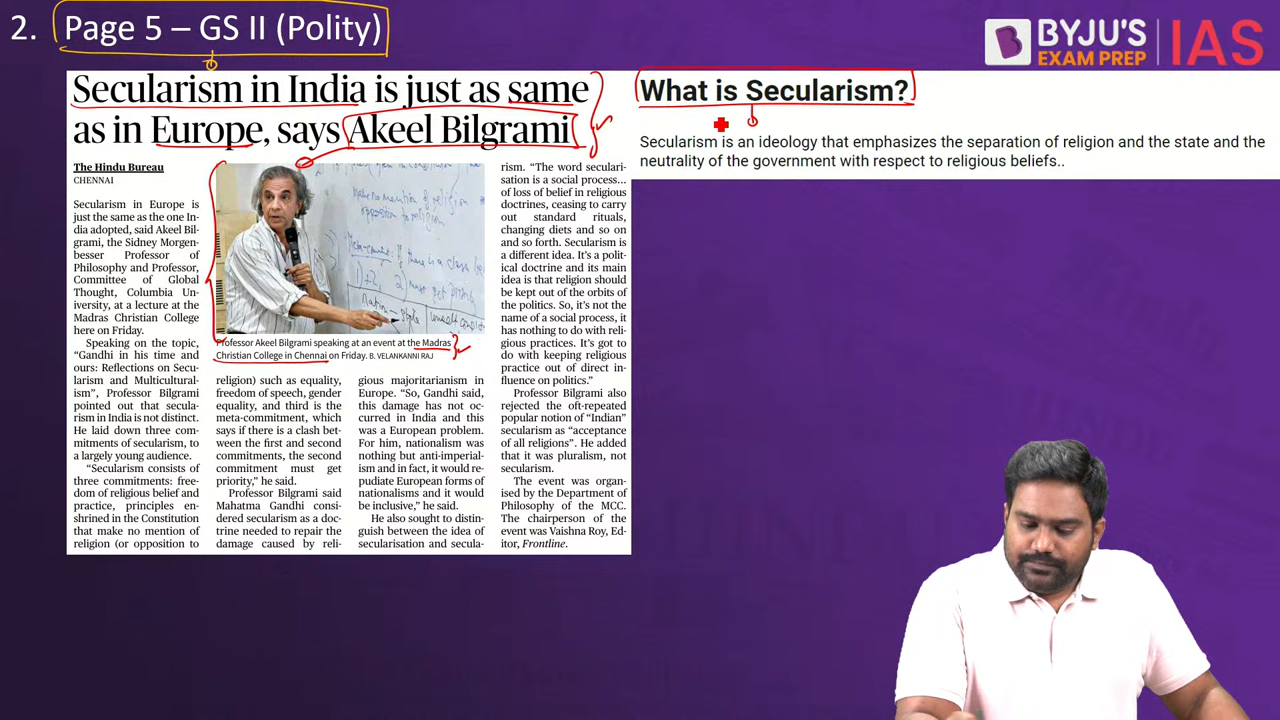 2. Page 5 – GS II (Polity)
BYJU'S
EXAM PREP
IAS
Secularism in India is just as same
as in Europe, says Akeel Bilgrami
The Hindu Bureau
CHENNAI
Secularism in Europe is
just the same as the one In-
dia adopted, said Akeel Bil-
grami, the Sidney Morgen-
besser Professor of
Philosophy and Professor,
Committee of Global
Thought, Columbia Un-
iversity, at a lecture at the
Madras Christian College
here on Friday.
Speaking on the topic,
“Gandhi in his time and
ours: Reflections on Secu-
larism and Multicultural-
ism”, Professor Bilgrami
pointed out that secula-
rism in India is not distinct.
He laid down three com-
mitments of secularism, to
a largely young audience.
“Secularism consists of
three commitments: free-
dom of religious belief and
practice, principles en-
shrined in the Constitution
that make no mention of
religion (or opposition to
make no mention of religion
opposition to religion
Meta-commit: If there is a class
Nation - State
Professor Akeel Bilgrami speaking at an event at the Madras
Christian College in Chennai on Friday. B. VELANKANNI RAJ
religion) such as equality,
freedom of speech, gender
equality, and third is the
meta-commitment, which
says if there is a clash bet-
ween the first and second
commitments, the second
commitment must get
priority,” he said.
Professor Bilgrami said
Mahatma Gandhi consi-
dered secularism as a doc-
trine needed to repair the
damage caused by reli-
gious majoritarianism in
Europe. “So, Gandhi said,
this damage has not oc-
curred in India and this
was a European problem.
For him, nationalism was
nothing but anti-imperial-
ism and in fact, it would re-
pudiate European forms of
nationalisms and it would
be inclusive,” he said.
He also sought to distin-
guish between the idea of
secularisation and secula-
rism. “The word seculari-
sation is a social process...
of loss of belief in religious
doctrines, ceasing to carry
out standard rituals,
changing diets and so on
and so forth. Secularism is
a different idea. It’s a polit-
ical doctrine and its main
idea is that religion should
be kept out of the orbits of
the politics. So, it’s not the
name of a social process, it
has nothing to do with reli-
gious practices. It’s got to
do with keeping religious
practice out of direct in-
fluence on politics.”
Professor Bilgrami also
rejected the oft-repeated
popular notion of “Indian”
secularism as “acceptance
of all religions”. He added
that it was pluralism, not
secularism.
The event was organ-
ised by the Department of
Philosophy of the MCC.
The chairperson of the
event was Vaishna Roy, Ed-
itor, Frontline.
What is Secularism?
Secularism is an ideology that emphasizes the separation of religion and the state and the
neutrality of the government with respect to religious beliefs..